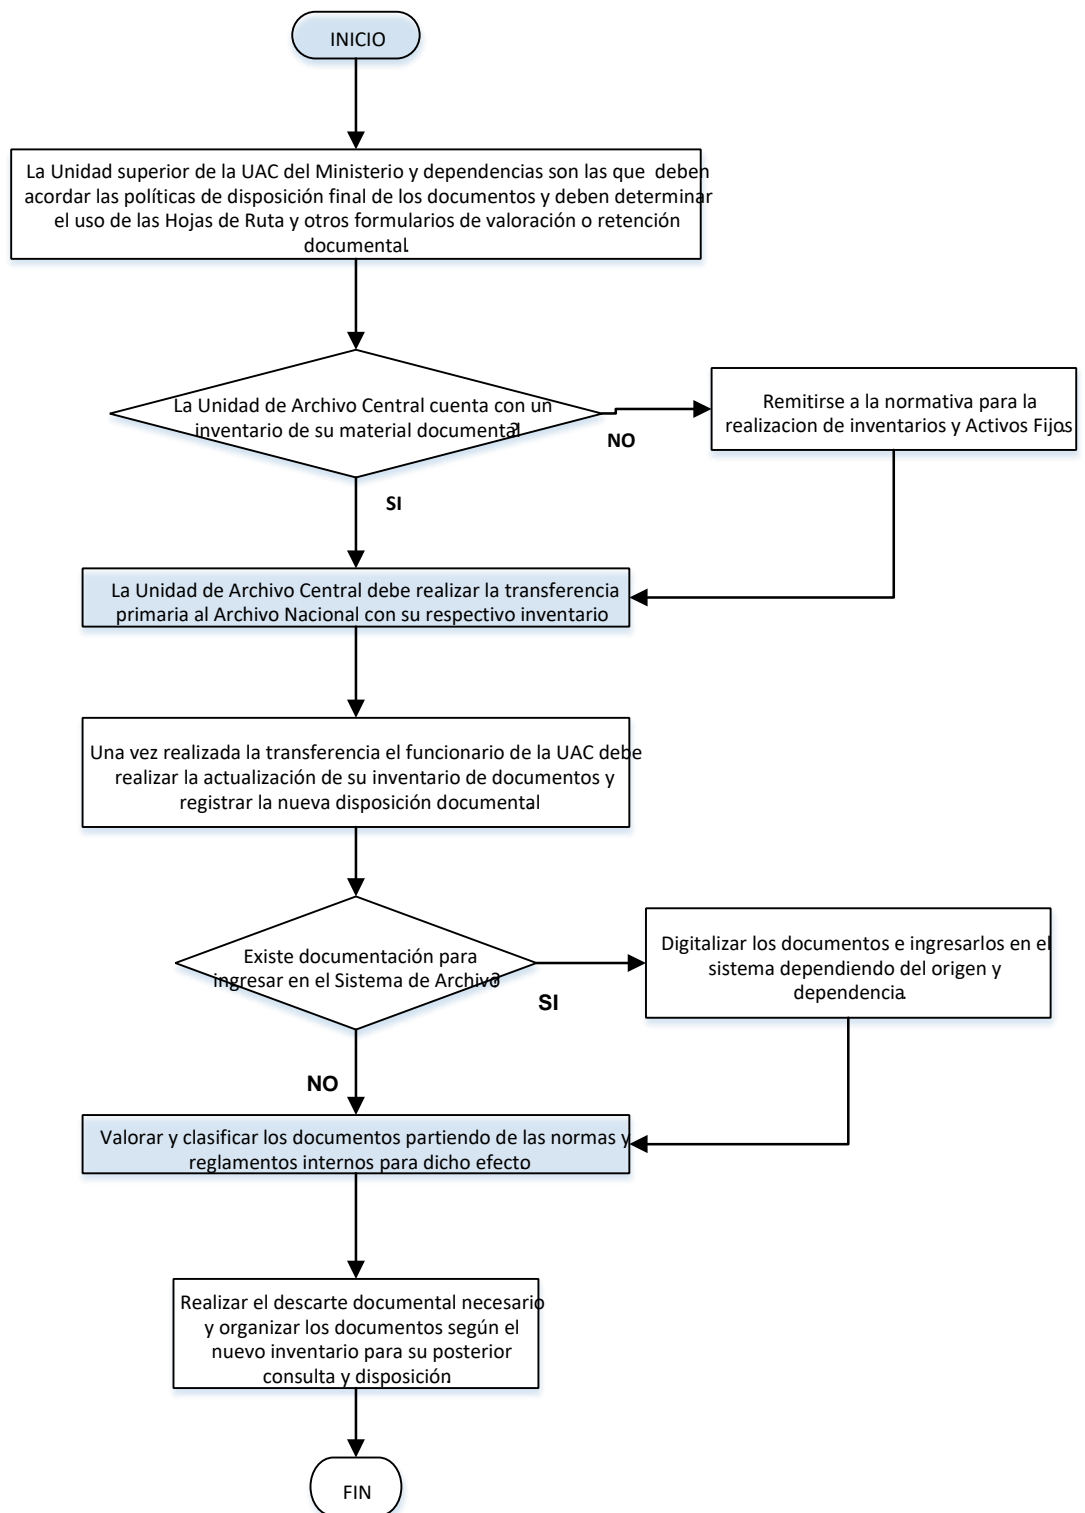 INICIO
La Unidad superior de la UAC del Ministerio y dependencias son las que deben
acordar las políticas de disposición final de los documentos y deben determinar
el uso de las Hojas de Ruta y otros formularios de valoración o retención
documental.
La Unidad de Archivo Central cuenta con un
inventario de su material documental?
NO
Remitirse a la normativa para la
realizacion de inventarios y Activos Fijos.
SI
La Unidad de Archivo Central debe realizar la transferencia
primaria al Archivo Nacional con su respectivo inventario
Una vez realizada la transferencia el funcionario de la UAC debe
realizar la actualización de su inventario de documentos y
registrar la nueva disposición documental
Existe documentación para
ingresar en el Sistema de Archivo?
SI
Digitalizar los documentos e ingresarlos en el
sistema dependiendo del origen y
dependencia.
NO
Valorar y clasificar los documentos partiendo de las normas y
reglamentos internos para dicho efecto
Realizar el descarte documental necesario
y organizar los documentos según el
nuevo inventario para su posterior
consulta y disposición.
FIN